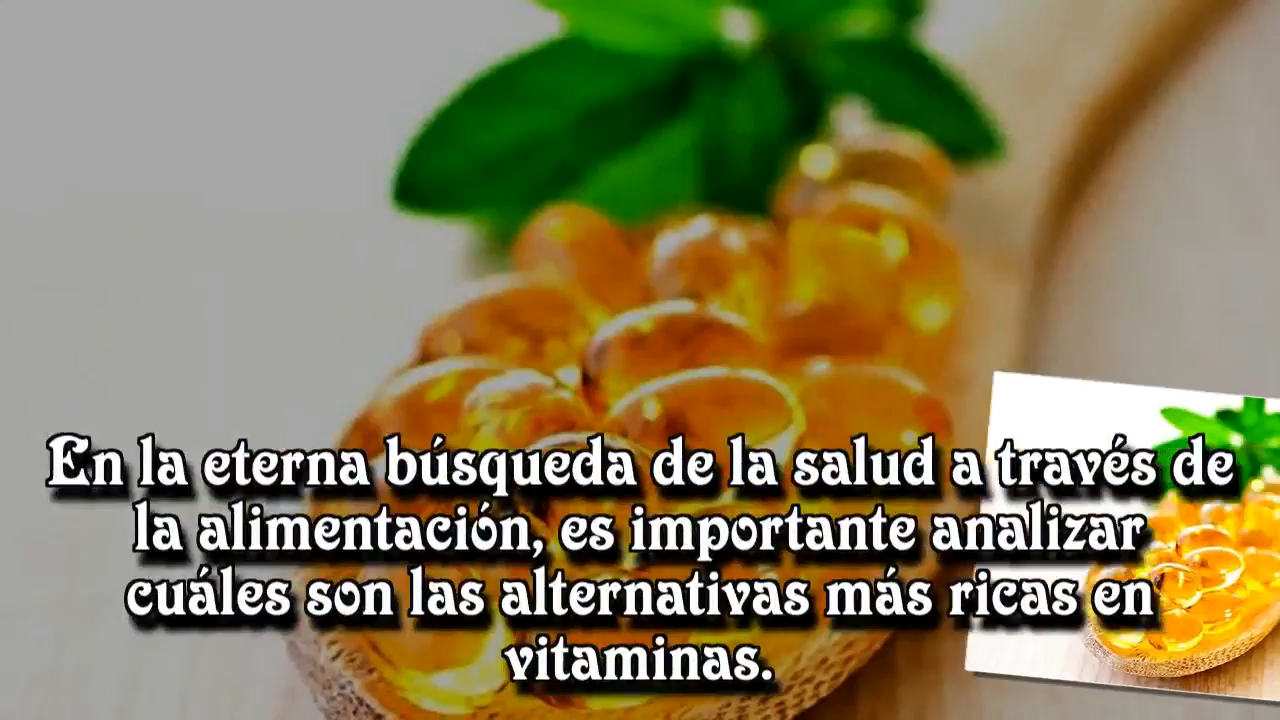 En la eterna búsqueda de la salud a través de
la alimentación, es importante analizar
cuáles son las alternativas más ricas en
vitaminas.